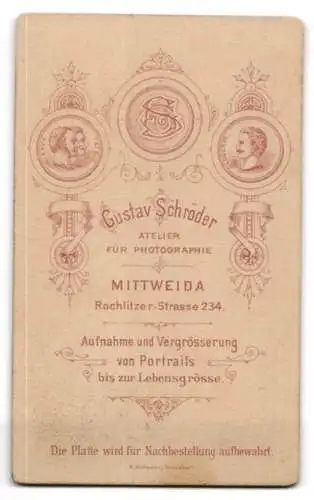 GS
Gustav Schröder
ATELIER
FÜR PHOTOGRAPHIE
MITTWEIDA
Rochlitzer-Strasse 234.
Aufnahme und Vergrösserung
von Portraits
bis zur Lebensgrösse.
Die Platte wird für Nachbestellung aufbewahrt.